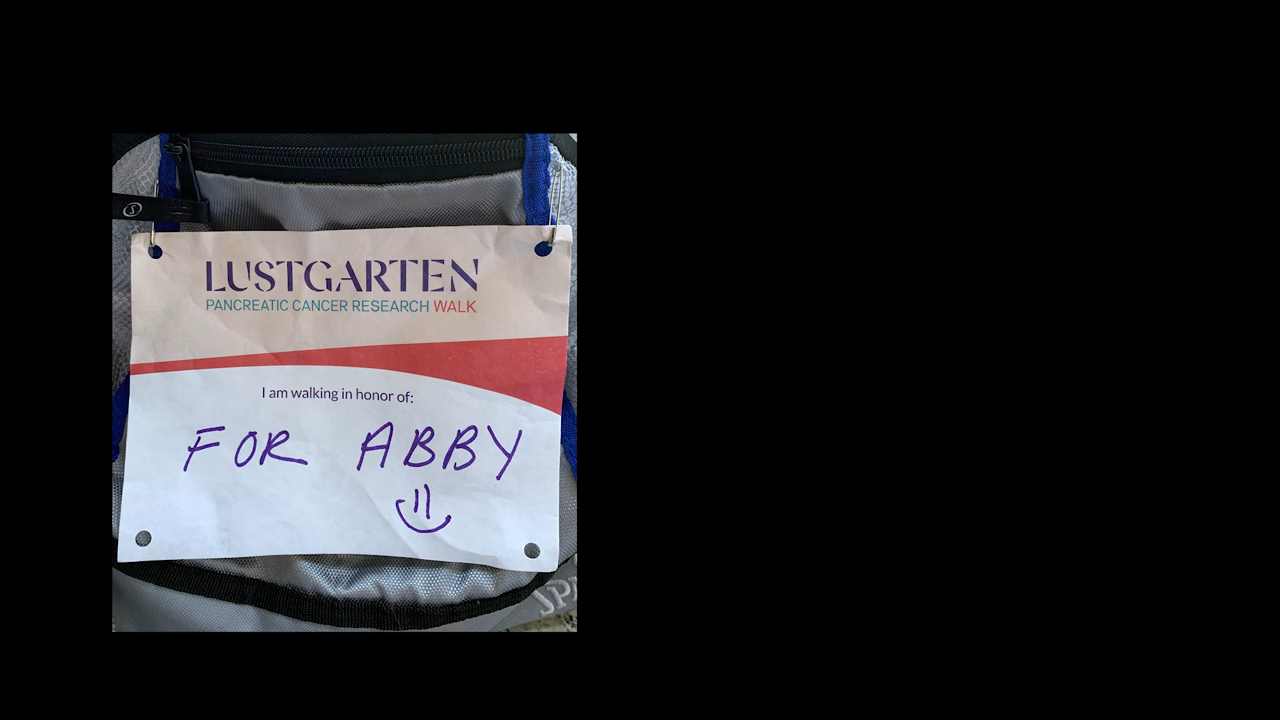 LUSTGARTEN
PANCREATIC CANCER RESEARCH WALK
I am walking in honor of:
FOR ABBY